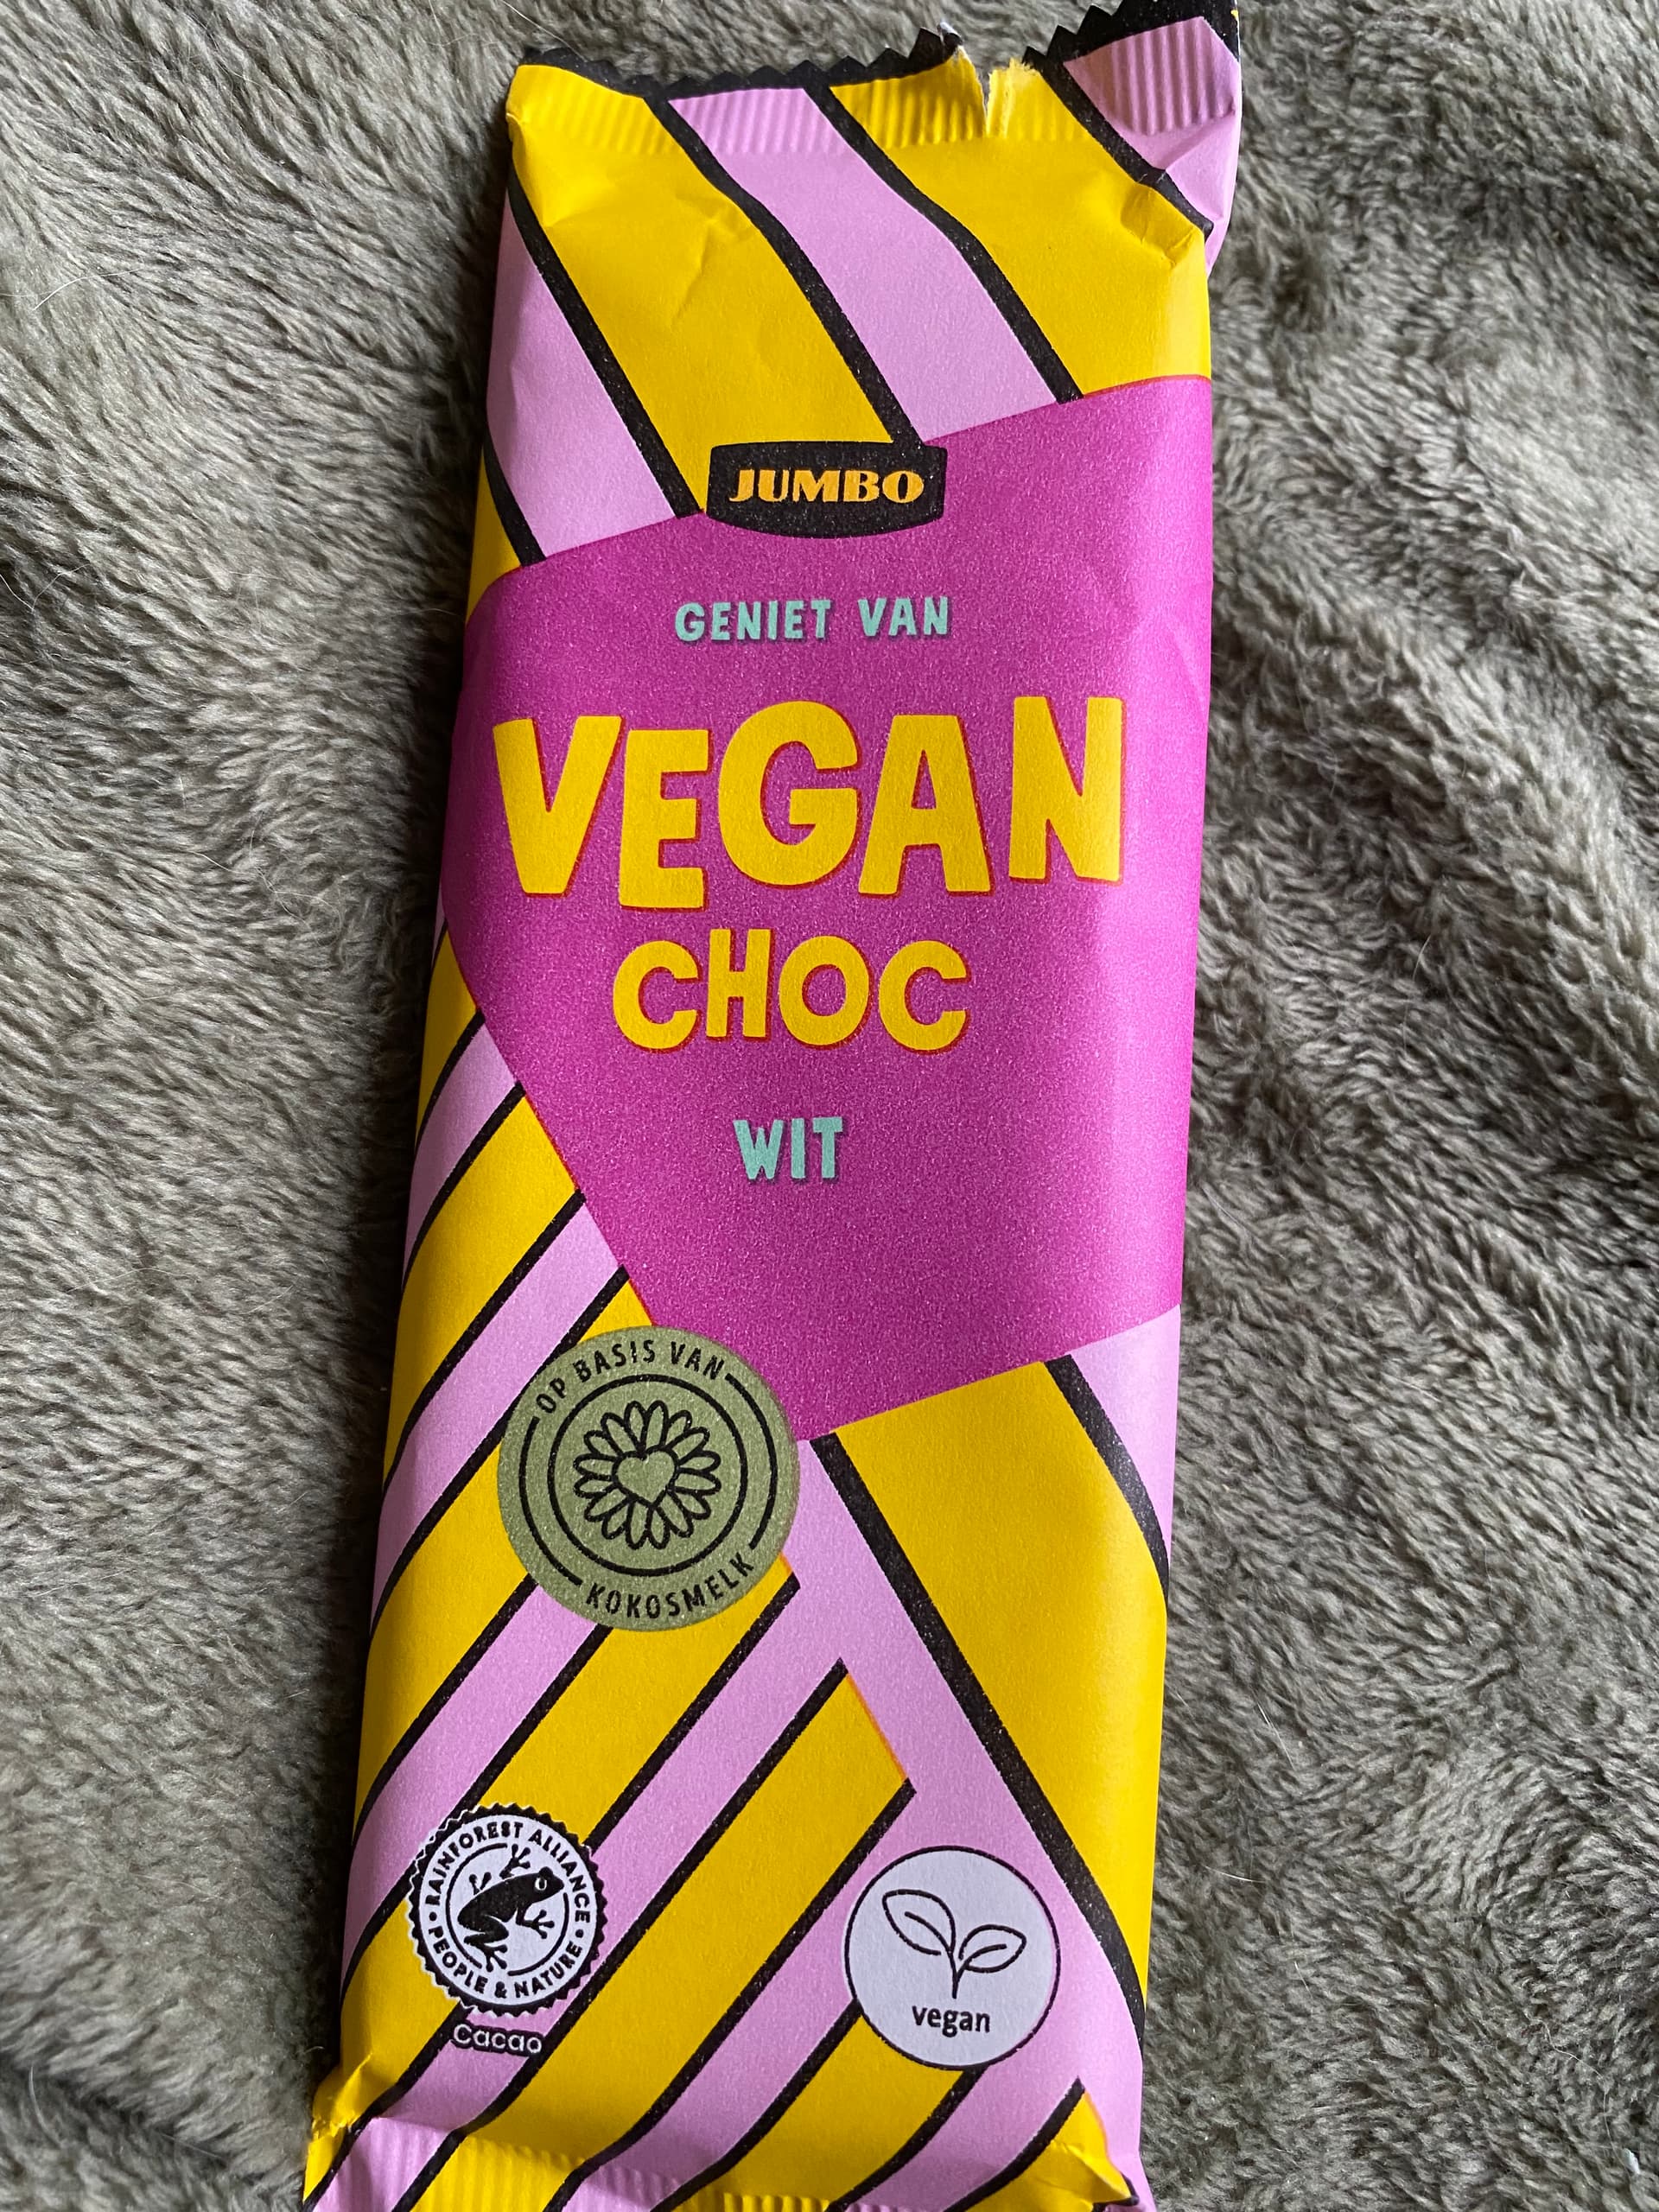 JUMBO
GENIET VAN
VEGAN
CHOC
WIT
OP BASIS VAN
KOKOSMELK
RAINFOREST ALLIANCE
PEOPLE & NATURE
Cacao
vegan